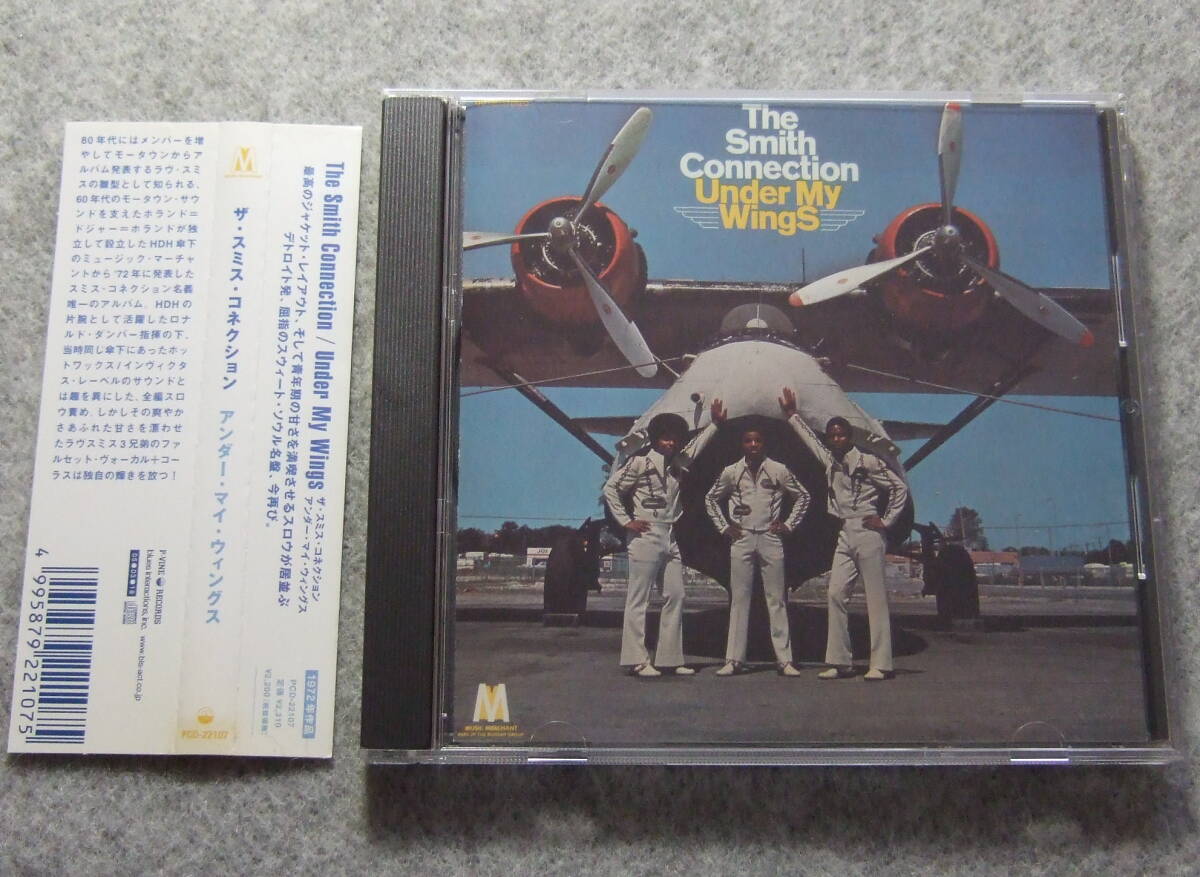 80年代にはメンバーを増
やしてモータウンからア
ルバム発表するラヴ・スミ
スの雛型として知られる、
60年代のモータウン・サウ
ンドを支えたホランド＝
ドジャー＝ホランドが独
立して設立したHDH傘下
のミュージック・マーチャ
ントから'72年に発表した
スミス・コネクション名義
唯一のアルバム。HDHの
片腕として活躍したロナ
ルド・ダンバー指揮の下、
当時同じ傘下にあったホッ
トワックス/インヴィクタ
ス・レーベルのサウンドと
は趣を異にした、全編スロ
ウ責め。しかしその爽やか
さあふれた甘さを漂わせ
たラヴスミス3兄弟のファ
ルセット・ヴォーカル＋コー
ラスは独自の輝きを放つ！
P-VINE RECORDS
blues interactions, inc. www.bls-act.co.jp
4 995879 221075
ザ・スミス・コネクション アンダー・マイ・ウィングス
PCD-22107
The Smith Connection / Under My Wings
ザ・スミス・コネクション
アンダー・マイ・ウィングス
最高のジャケット・レイアウト、そして青年期の甘さを満喫させるスロウが居並ぶ
デトロイト発、屈指のスウィート・ソウル名盤、今再び。
1972年作品
PCD-22107
定価 ¥2,310
The
Smith
Connection
Under My
WingS
JOE
M
MUSIC MERCHANT